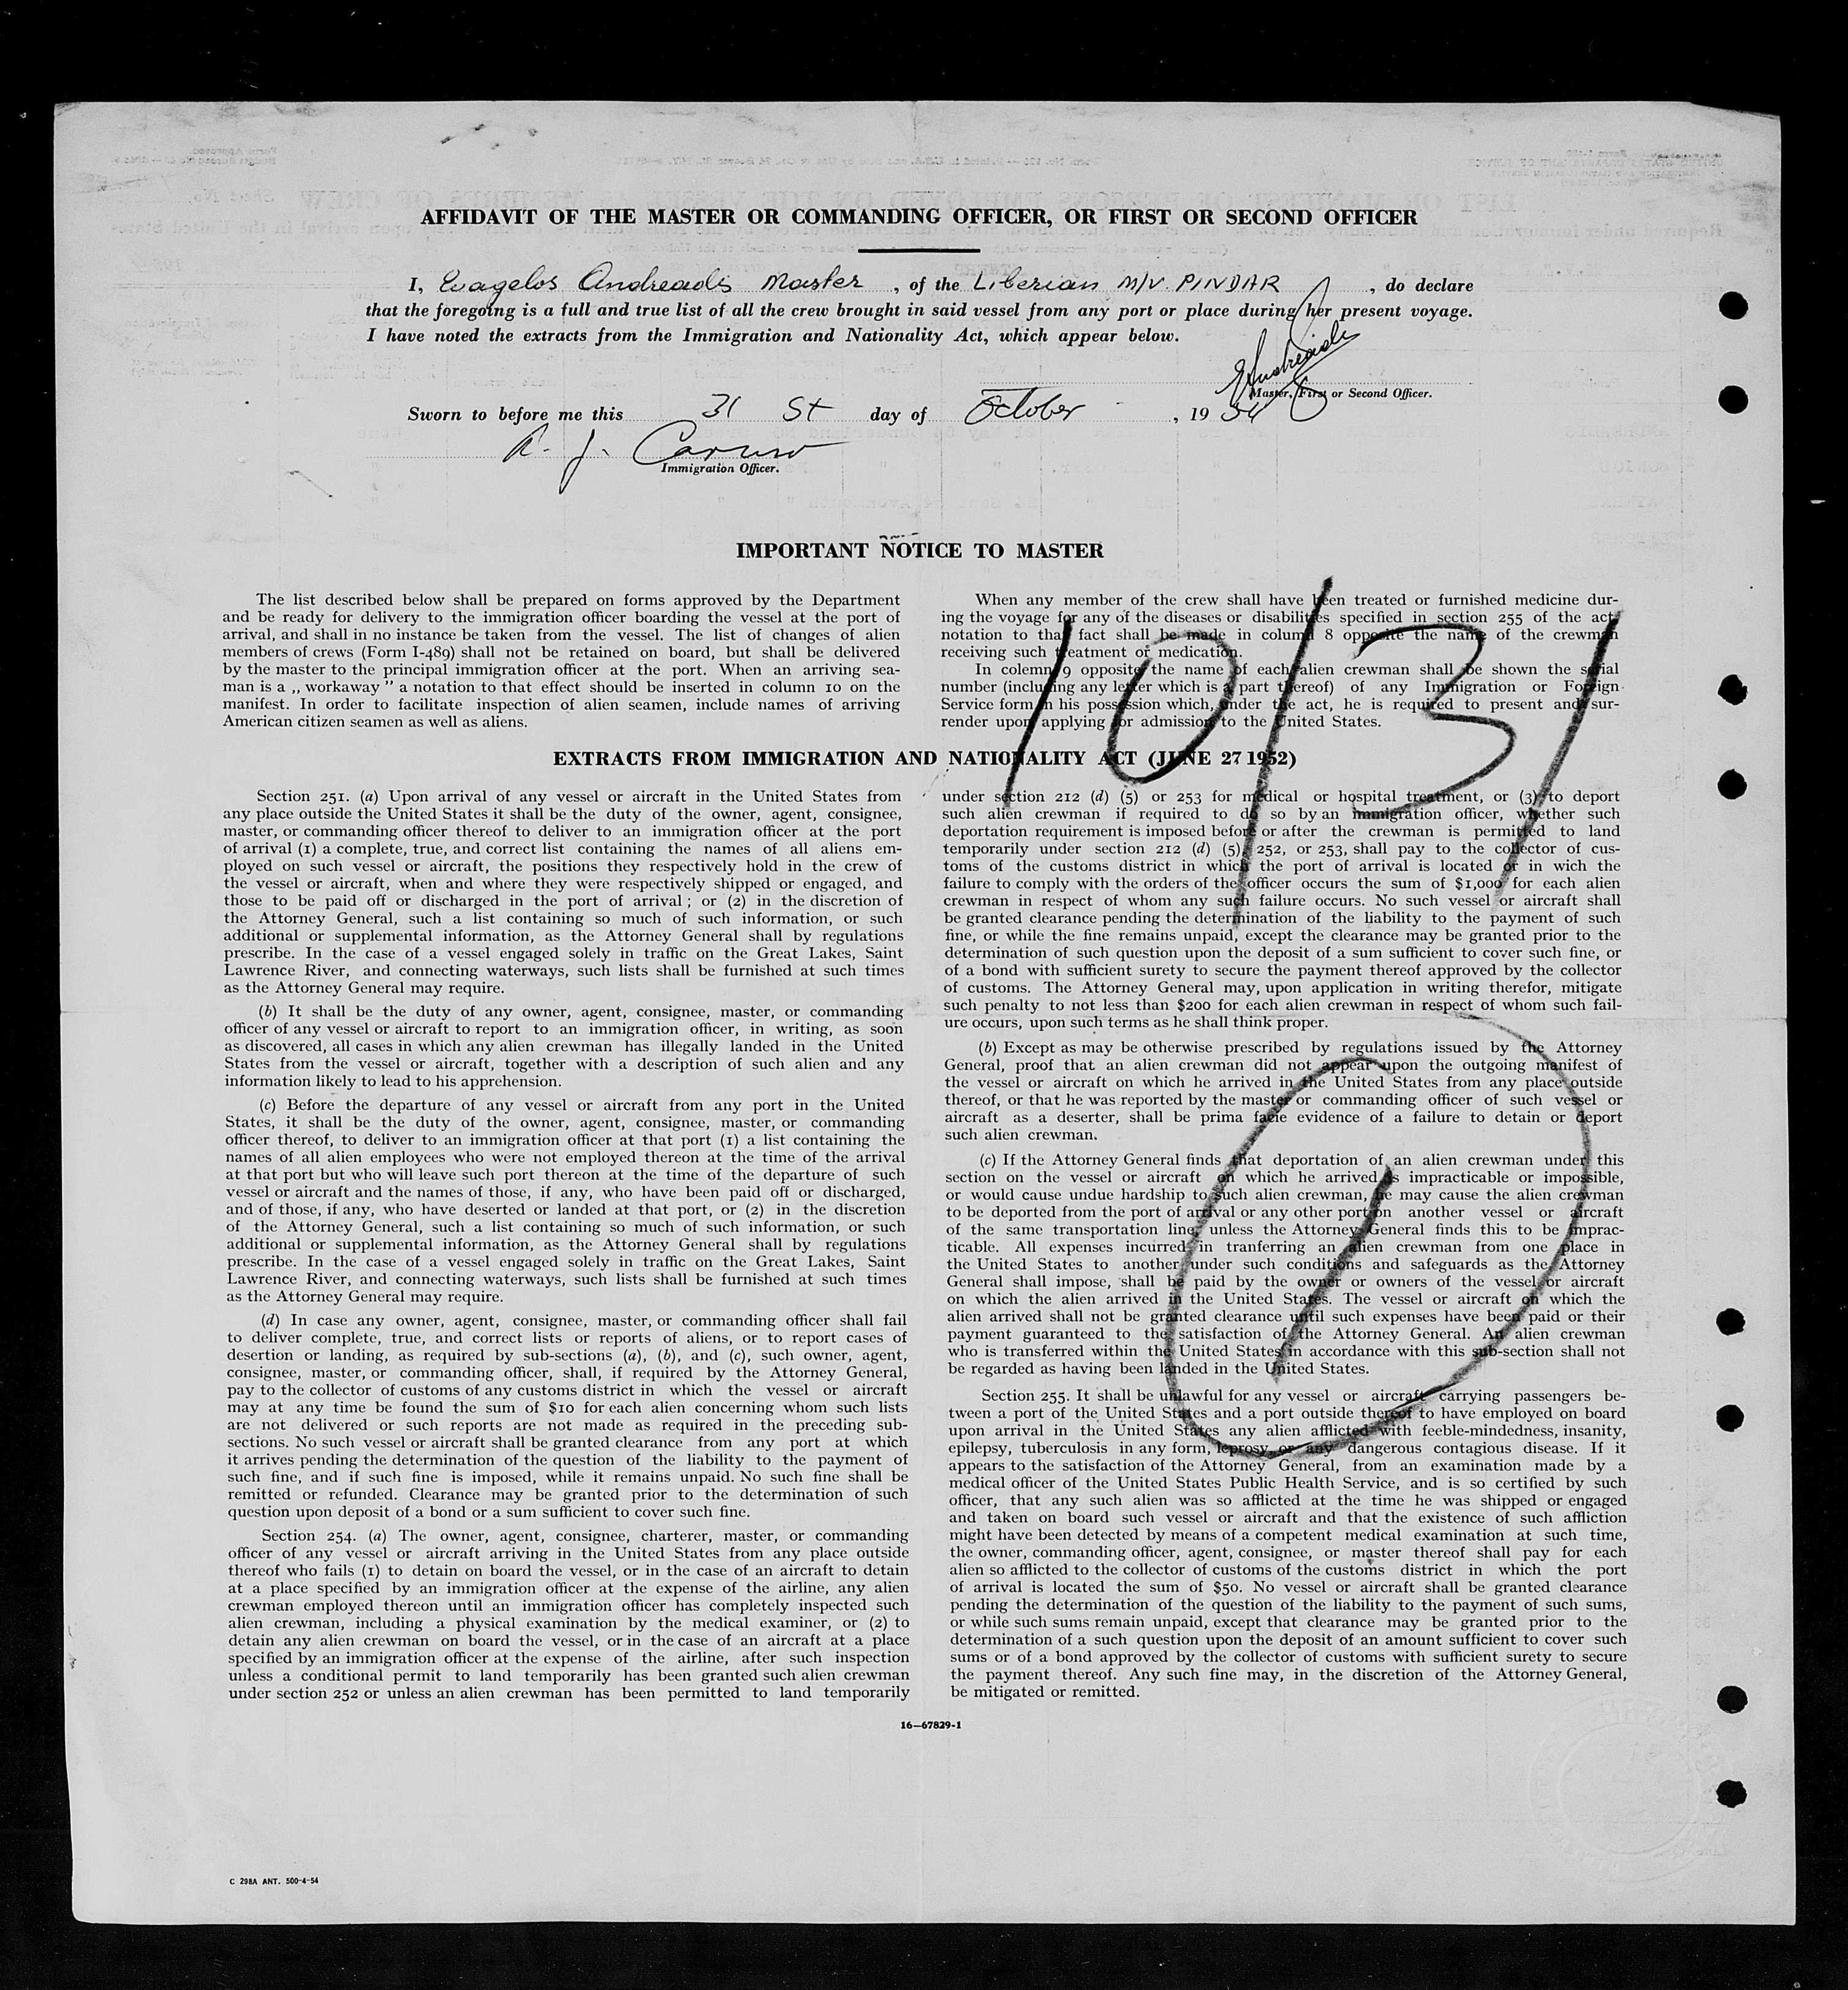 AFFIDAVIT OF THE MASTER OR COMMANDING OFFICER, OR FIRST OR SECOND OFFICER
I, Evagelos Andreadis Master , of the Liberian M/V. PINDAR , do declare
that the foregoing is a full and true list of all the crew brought in said vessel from any port or place during her present voyage.
I have noted the extracts from the Immigration and Nationality Act, which appear below.
EAndreadis
Master, First or Second Officer.
Sworn to before me this 31 St day of October , 19 54
R. J. Caruso
Immigration Officer.
IMPORTANT NOTICE TO MASTER
The list described below shall be prepared on forms approved by the Department
and be ready for delivery to the immigration officer boarding the vessel at the port of
arrival, and shall in no instance be taken from the vessel. The list of changes of alien
members of crews (Form I-489) shall not be retained on board, but shall be delivered
by the master to the principal immigration officer at the port. When an arriving sea-
man is a ,, workaway " a notation to that effect should be inserted in column 10 on the
manifest. In order to facilitate inspection of alien seamen, include names of arriving
American citizen seamen as well as aliens.
When any member of the crew shall have been treated or furnished medicine dur-
ing the voyage for any of the diseases or disabilities specified in section 255 of the act,
notation to that fact shall be made in column 8 opposite the name of the crewman
receiving such treatment of medication.
In colemn 9 opposite the name of each alien crewman shall be shown the serial
number (including any letter which is a part thereof) of any Immigration or Foreign
Service form in his possession which, under the act, he is required to present and sur-
render upon applying for admission to the United States.
10/31/
EXTRACTS FROM IMMIGRATION AND NATIONALITY ACT (JUNE 27 1952)
Section 251. (a) Upon arrival of any vessel or aircraft in the United States from
any place outside the United States it shall be the duty of the owner, agent, consignee,
master, or commanding officer thereof to deliver to an immigration officer at the port
of arrival (1) a complete, true, and correct list containing the names of all aliens em-
ployed on such vessel or aircraft, the positions they respectively hold in the crew of
the vessel or aircraft, when and where they were respectively shipped or engaged, and
those to be paid off or discharged in the port of arrival ; or (2) in the discretion of
the Attorney General, such a list containing so much of such information, or such
additional or supplemental information, as the Attorney General shall by regulations
prescribe. In the case of a vessel engaged solely in traffic on the Great Lakes, Saint
Lawrence River, and connecting waterways, such lists shall be furnished at such times
as the Attorney General may require.
(b) It shall be the duty of any owner, agent, consignee, master, or commanding
officer of any vessel or aircraft to report to an immigration officer, in writing, as soon
as discovered, all cases in which any alien crewman has illegally landed in the United
States from the vessel or aircraft, together with a description of such alien and any
information likely to lead to his apprehension.
(c) Before the departure of any vessel or aircraft from any port in the United
States, it shall be the duty of the owner, agent, consignee, master, or commanding
officer thereof, to deliver to an immigration officer at that port (1) a list containing the
names of all alien employees who were not employed thereon at the time of the arrival
at that port but who will leave such port thereon at the time of the departure of such
vessel or aircraft and the names of those, if any, who have been paid off or discharged,
and of those, if any, who have deserted or landed at that port, or (2) in the discretion
of the Attorney General, such a list containing so much of such information, or such
additional or supplemental information, as the Attorney General shall by regulations
prescribe. In the case of a vessel engaged solely in traffic on the Great Lakes, Saint
Lawrence River, and connecting waterways, such lists shall be furnished at such times
as the Attorney General may require.
(d) In case any owner, agent, consignee, master, or commanding officer shall fail
to deliver complete, true, and correct lists or reports of aliens, or to report cases of
desertion or landing, as required by sub-sections (a), (b), and (c), such owner, agent,
consignee, master, or commanding officer, shall, if required by the Attorney General,
pay to the collector of customs of any customs district in which the vessel or aircraft
may at any time be found the sum of $10 for each alien concerning whom such lists
are not delivered or such reports are not made as required in the preceding sub-
sections. No such vessel or aircraft shall be granted clearance from any port at which
it arrives pending the determination of the question of the liability to the payment of
such fine, and if such fine is imposed, while it remains unpaid. No such fine shall be
remitted or refunded. Clearance may be granted prior to the determination of such
question upon deposit of a bond or a sum sufficient to cover such fine.
Section 254. (a) The owner, agent, consignee, charterer, master, or commanding
officer of any vessel or aircraft arriving in the United States from any place outside
thereof who fails (1) to detain on board the vessel, or in the case of an aircraft to detain
at a place specified by an immigration officer at the expense of the airline, any alien
crewman employed thereon until an immigration officer has completely inspected such
alien crewman, including a physical examination by the medical examiner, or (2) to
detain any alien crewman on board the vessel, or in the case of an aircraft at a place
specified by an immigration officer at the expense of the airline, after such inspection
unless a conditional permit to land temporarily has been granted such alien crewman
under section 252 or unless an alien crewman has been permitted to land temporarily
under section 212 (d) (5) or 253 for medical or hospital treatment, or (3) to deport
such alien crewman if required to do so by an immigration officer, whether such
deportation requirement is imposed before or after the crewman is permitted to land
temporarily under section 212 (d) (5), 252, or 253, shall pay to the collector of cus-
toms of the customs district in which the port of arrival is located or in wich the
failure to comply with the orders of the officer occurs the sum of $1,000 for each alien
crewman in respect of whom any such failure occurs. No such vessel or aircraft shall
be granted clearance pending the determination of the liability to the payment of such
fine, or while the fine remains unpaid, except the clearance may be granted prior to the
determination of such question upon the deposit of a sum sufficient to cover such fine, or
of a bond with sufficient surety to secure the payment thereof approved by the collector
of customs. The Attorney General may, upon application in writing therefor, mitigate
such penalty to not less than $200 for each alien crewman in respect of whom such fail-
ure occurs, upon such terms as he shall think proper.
(b) Except as may be otherwise prescribed by regulations issued by the Attorney
General, proof that an alien crewman did not appear upon the outgoing manifest of
the vessel or aircraft on which he arrived in the United States from any place outside
thereof, or that he was reported by the master or commanding officer of such vessel or
aircraft as a deserter, shall be prima facie evidence of a failure to detain or deport
such alien crewman.
(c) If the Attorney General finds that deportation of an alien crewman under this
section on the vessel or aircraft on which he arrived is impracticable or impossible,
or would cause undue hardship to such alien crewman, he may cause the alien crewman
to be deported from the port of arrival or any other port on another vessel or aircraft
of the same transportation line, unless the Attorney General finds this to be imprac-
ticable. All expenses incurred in tranferring an alien crewman from one place in
the United States to another under such conditions and safeguards as the Attorney
General shall impose, shall be paid by the owner or owners of the vessel or aircraft
on which the alien arrived in the United States. The vessel or aircraft on which the
alien arrived shall not be granted clearance until such expenses have been paid or their
payment guaranteed to the satisfaction of the Attorney General. An alien crewman
who is transferred within the United States in accordance with this sub-section shall not
be regarded as having been landed in the United States.
1
Section 255. It shall be unlawful for any vessel or aircraft carrying passengers be-
tween a port of the United States and a port outside thereof to have employed on board
upon arrival in the United States any alien afflicted with feeble-mindedness, insanity,
epilepsy, tuberculosis in any form, leprosy, or any dangerous contagious disease. If it
appears to the satisfaction of the Attorney General, from an examination made by a
medical officer of the United States Public Health Service, and is so certified by such
officer, that any such alien was so afflicted at the time he was shipped or engaged
and taken on board such vessel or aircraft and that the existence of such affliction
might have been detected by means of a competent medical examination at such time,
the owner, commanding officer, agent, consignee, or master thereof shall pay for each
alien so afflicted to the collector of customs of the customs district in which the port
of arrival is located the sum of $50. No vessel or aircraft shall be granted clearance
pending the determination of the question of the liability to the payment of such sums,
or while such sums remain unpaid, except that clearance may be granted prior to the
determination of a such question upon the deposit of an amount sufficient to cover such
sums or of a bond approved by the collector of customs with sufficient surety to secure
the payment thereof. Any such fine may, in the discretion of the Attorney General,
be mitigated or remitted.
16—67829-1
C 298A ANT. 500-4-54